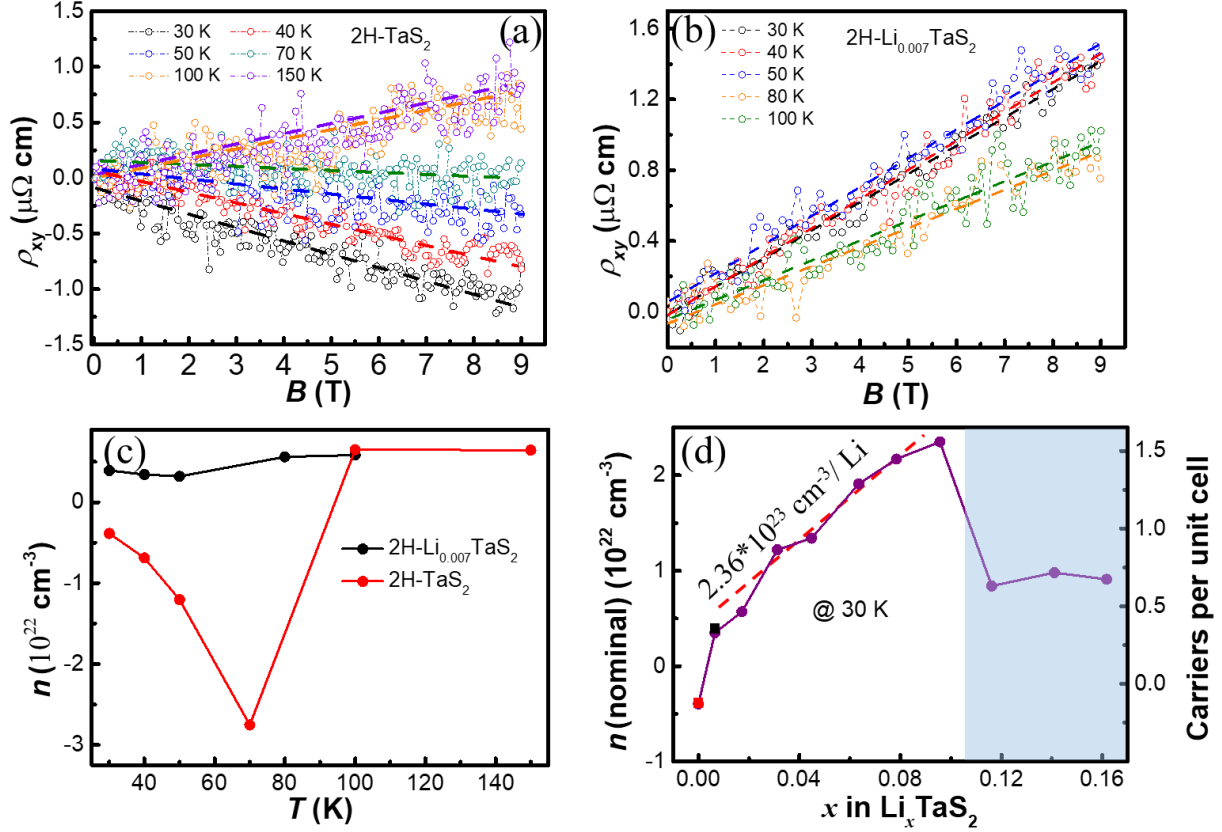 (a)
2H-TaS2
30 K
40 K
50 K
70 K
100 K
150 K
1.5
1.0
0.5
0.0
-0.5
-1.0
-1.5
ρxy (μΩ cm)
0 1 2 3 4 5 6 7 8 9
B (T)
(b)
2H-Li0.007TaS2
30 K
40 K
50 K
80 K
100 K
1.6
1.2
0.8
0.4
0.0
ρxy (μΩ cm)
0 1 2 3 4 5 6 7 8 9
B (T)
(c)
0
-1
-2
-3
n (10^22 cm^-3)
2H-Li0.007TaS2
2H-TaS2
40 60 80 100 120 140
T (K)
(d)
2
1
0
-1
n (nominal) (10^22 cm^-3)
2.36*10^23 cm^-3/ Li
@ 30 K
1.5
1.0
0.5
0.0
Carriers per unit cell
0.00 0.04 0.08 0.12 0.16
x in LixTaS2